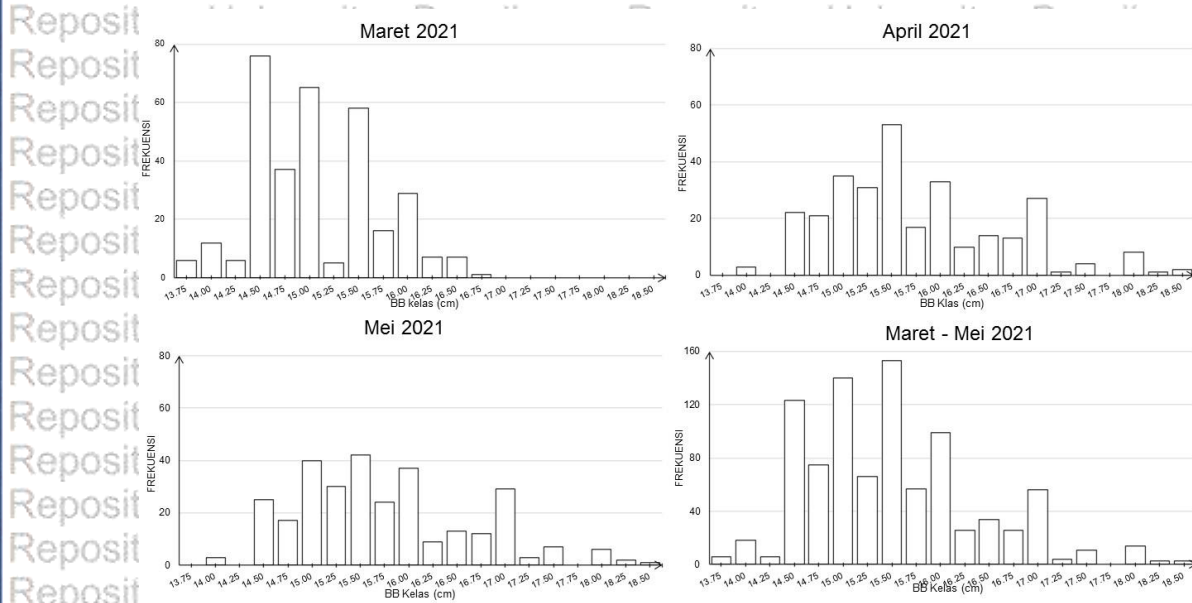 Maret 2021
80
60
40
20
0
FREKUENSI
13.75 14.00 14.25 14.50 14.75 15.00 15.25 15.50 15.75 16.00 16.25 16.50 16.75 17.00 17.25 17.50 17.75 18.00 18.25 18.50
BB kelas (cm)
April 2021
80
60
40
20
0
FREKUENSI
13.75 14.00 14.25 14.50 14.75 15.00 15.25 15.50 15.75 16.00 16.25 16.50 16.75 17.00 17.25 17.50 17.75 18.00 18.25 18.50
BB Klas (cm)
Mei 2021
80
60
40
20
0
FREKUENSI
13.75 14.00 14.25 14.50 14.75 15.00 15.25 15.50 15.75 16.00 16.25 16.50 16.75 17.00 17.25 17.50 17.75 18.00 18.25 18.50
BB Kelas (cm)
Maret - Mei 2021
160
120
80
40
0
FREKUENSI
13.75 14.00 14.25 14.50 14.75 15.00 15.25 15.50 15.75 16.00 16.25 16.50 16.75 17.00 17.25 17.50 17.75 18.00 18.25 18.50
BB Kelas (cm)
Reposit
Reposit
Reposit
Reposit
Reposit
Reposit
Reposit
Reposit
Reposit
Reposit
Reposit
Reposit
Reposit